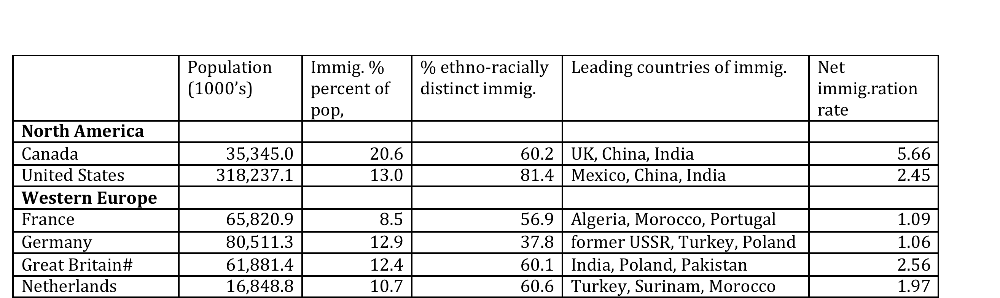 Population (1000’s) Immig. % percent of pop, % ethno-racially distinct immig. Leading countries of immig. Net immig.ration rate
North America
Canada 35,345.0 20.6 60.2 UK, China, India 5.66
United States 318,237.1 13.0 81.4 Mexico, China, India 2.45
Western Europe
France 65,820.9 8.5 56.9 Algeria, Morocco, Portugal 1.09
Germany 80,511.3 12.9 37.8 former USSR, Turkey, Poland 1.06
Great Britain# 61,881.4 12.4 60.1 India, Poland, Pakistan 2.56
Netherlands 16,848.8 10.7 60.6 Turkey, Surinam, Morocco 1.97